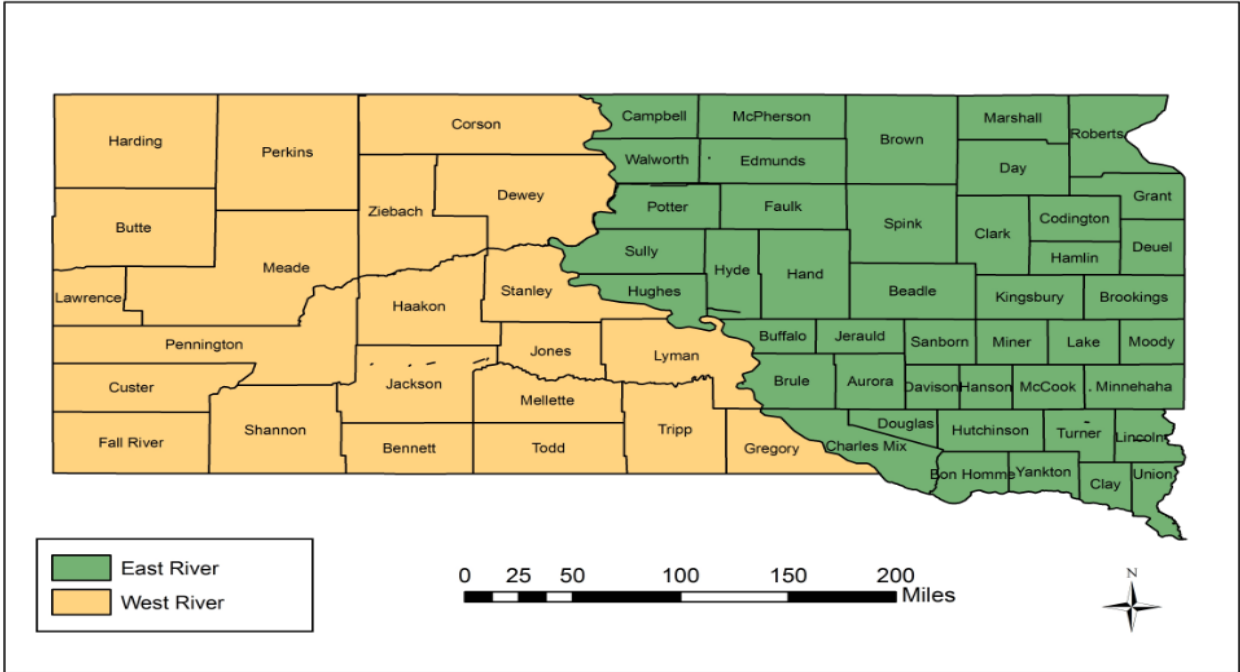 Harding
Perkins
Corson
Campbell
McPherson
Brown
Marshall
Roberts
Walworth
Edmunds
Day
Butte
Ziebach
Dewey
Potter
Faulk
Spink
Clark
Codington
Grant
Meade
Sully
Hyde
Hand
Hamlin
Deuel
Lawrence
Haakon
Stanley
Hughes
Beadle
Kingsbury
Brookings
Pennington
Jones
Lyman
Buffalo
Jerauld
Sanborn
Miner
Lake
Moody
Custer
Jackson
Mellette
Brule
Aurora
Davison
Hanson
McCook
Minnehaha
Fall River
Shannon
Bennett
Todd
Tripp
Gregory
Charles Mix
Douglas
Hutchinson
Turner
Lincoln
Bon Homme
Yankton
Clay
Union
East River
West River
0 25 50 100 150 200
Miles
N